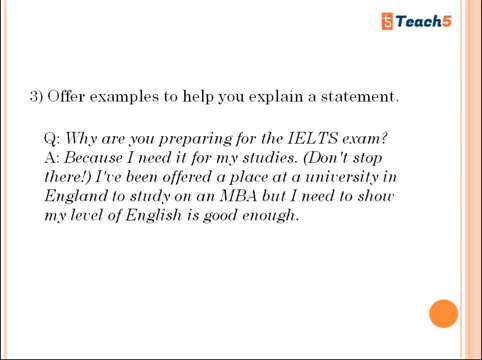 Teach5
3) Offer examples to help you explain a statement.
Q: Why are you preparing for the IELTS exam?
A: Because I need it for my studies. (Don't stop
there!) I've been offered a place at a university in
England to study on an MBA but I need to show
my level of English is good enough.